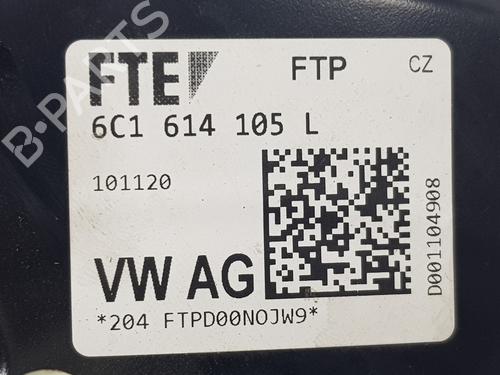 FTE FTP CZ
6C1 614 105 L
101120
VW AG
*204 FTPD00NOJW9*
D001104908
B-PARTS